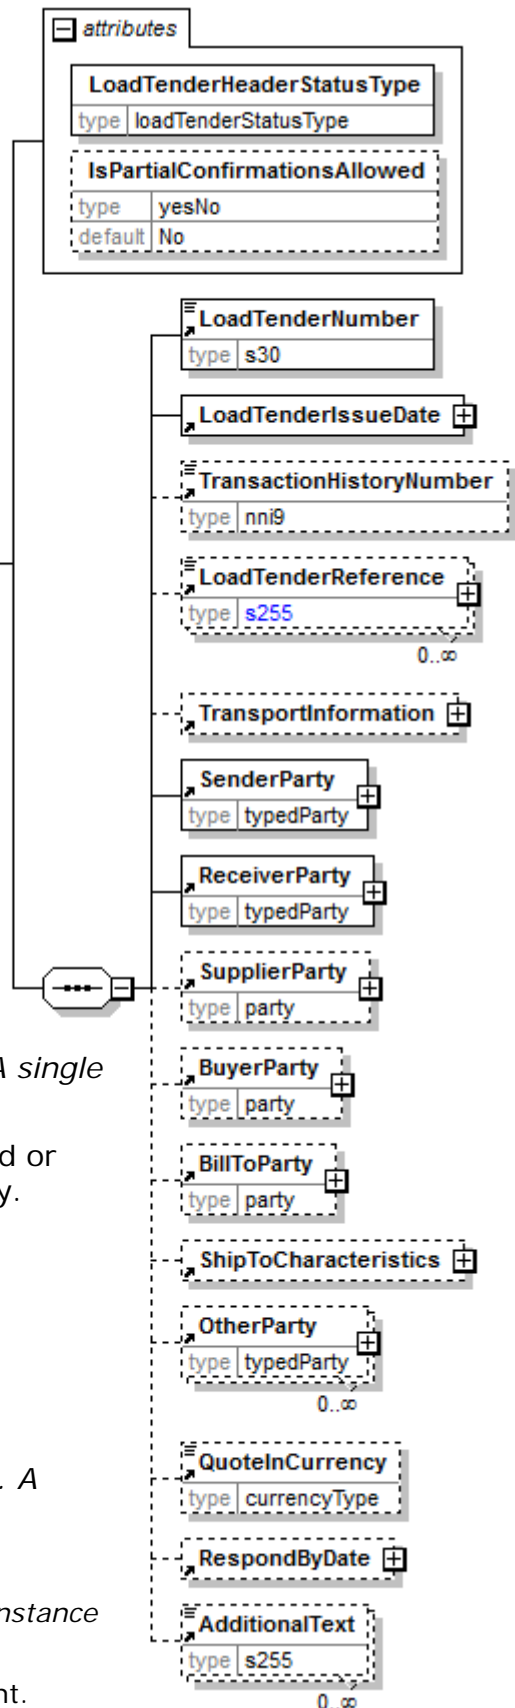 attributes
LoadTenderHeaderStatusType
type loadTenderStatusType
IsPartialConfirmationsAllowed
type yesNo
default No
LoadTenderNumber
type s30
LoadTenderIssueDate
TransactionHistoryNumber
type nni9
LoadTenderReference
type s255
0..∞
TransportInformation
SenderParty
type typedParty
ReceiverParty
type typedParty
SupplierParty
type party
A single
BuyerParty
type party
d or
y.
BillToParty
type party
ShipToCharacteristics
OtherParty
type typedParty
0..∞
. A
QuoteInCurrency
type currencyType
RespondByDate
nstance
AdditionalText
type s255
nt.
0..∞